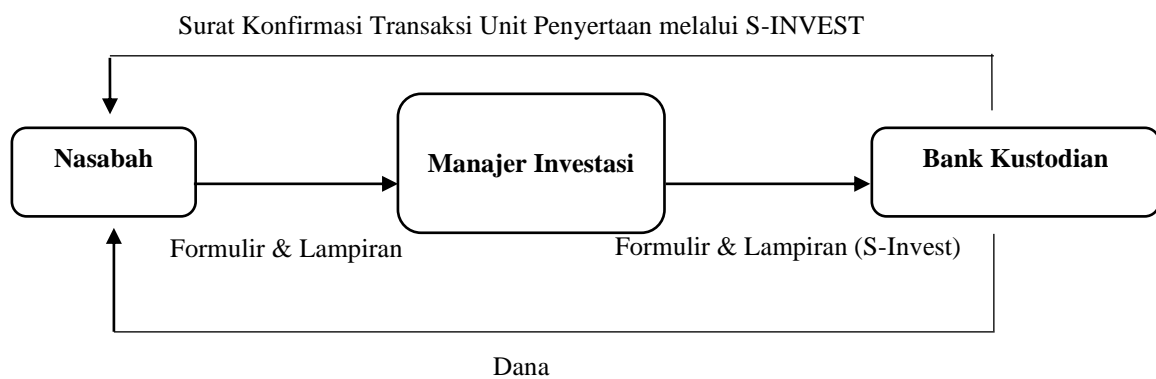 Surat Konfirmasi Transaksi Unit Penyertaan melalui S-INVEST
Nasabah
Manajer Investasi
Bank Kustodian
Formulir & Lampiran
Formulir & Lampiran (S-Invest)
Dana